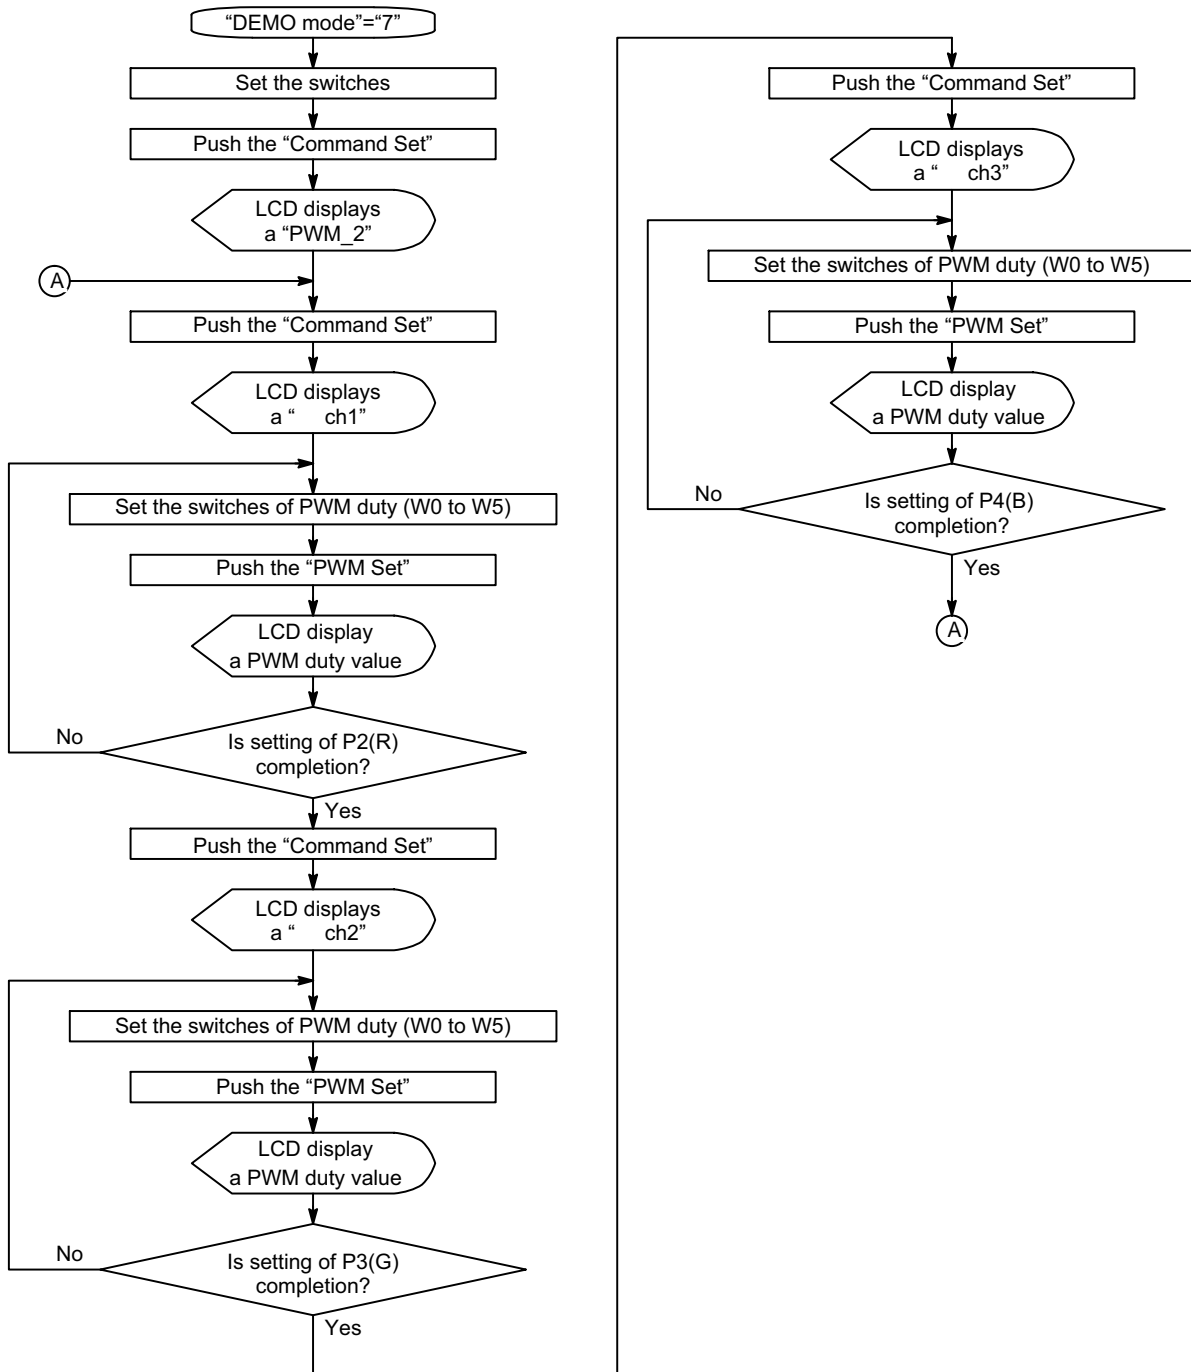 “DEMO mode”=“7”
Set the switches
Push the “Command Set”
LCD displays
a “PWM_2”
A
Push the “Command Set”
LCD displays
a “      ch1”
Set the switches of PWM duty (W0 to W5)
Push the “PWM Set”
LCD display
a PWM duty value
No
Is setting of P2(R)
completion?
Yes
Push the “Command Set”
LCD displays
a “      ch2”
Set the switches of PWM duty (W0 to W5)
Push the “PWM Set”
LCD display
a PWM duty value
No
Is setting of P3(G)
completion?
Yes
Push the “Command Set”
LCD displays
a “      ch3”
Set the switches of PWM duty (W0 to W5)
Push the “PWM Set”
LCD display
a PWM duty value
No
Is setting of P4(B)
completion?
Yes
A